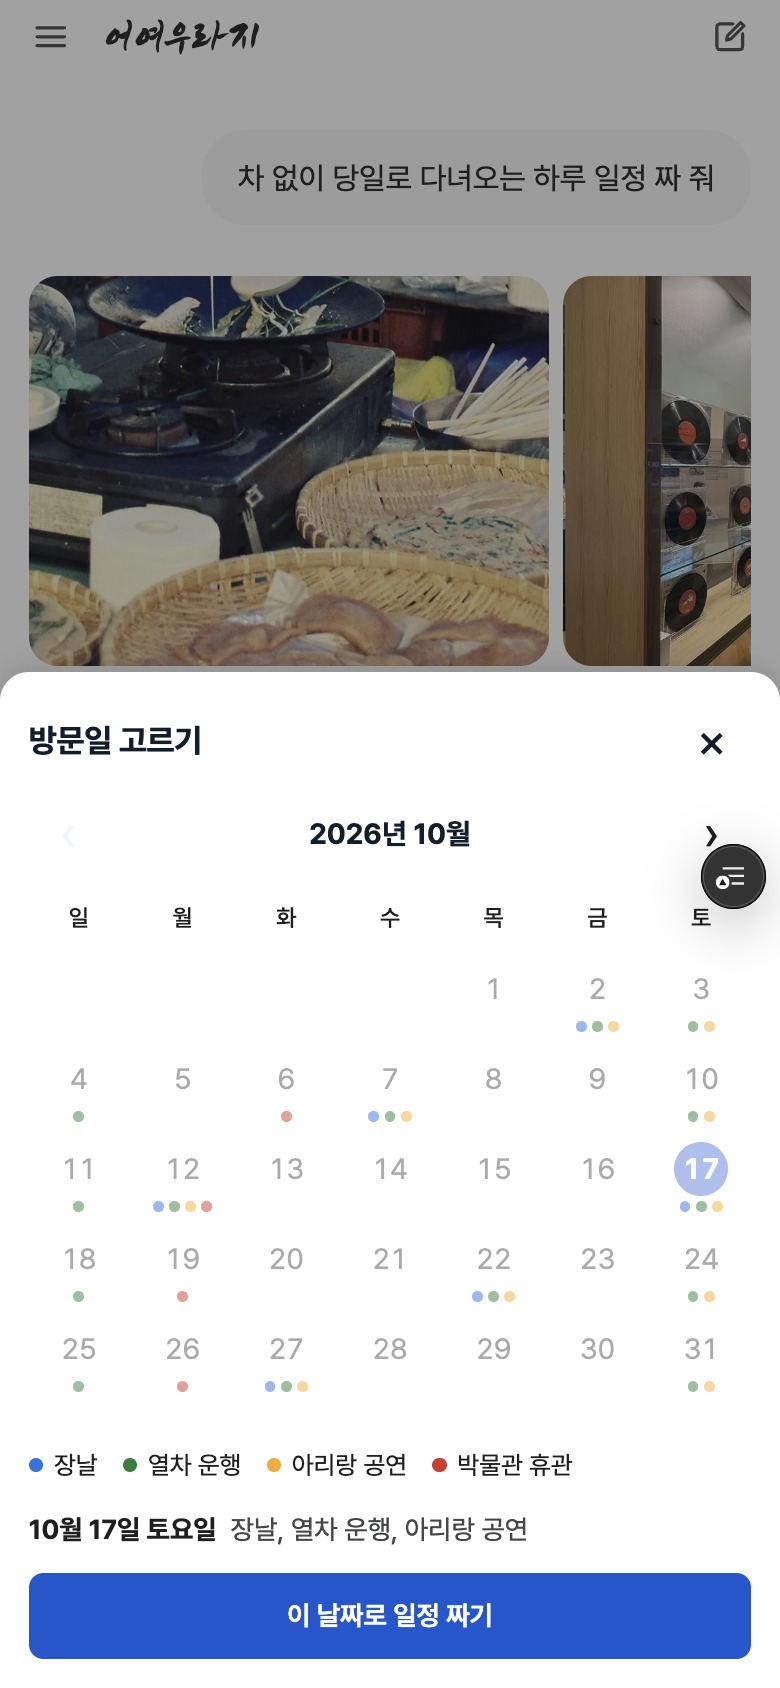 어여우라지
차 없이 당일로 다녀오는 하루 일정 짜 줘
방문일 고르기
2026년 10월
일 월 화 수 목 금 토
1 2 3
4 5 6 7 8 9 10
11 12 13 14 15 16 17
18 19 20 21 22 23 24
25 26 27 28 29 30 31
장날 열차 운행 아리랑 공연 박물관 휴관
10월 17일 토요일 장날, 열차 운행, 아리랑 공연
이 날짜로 일정 짜기